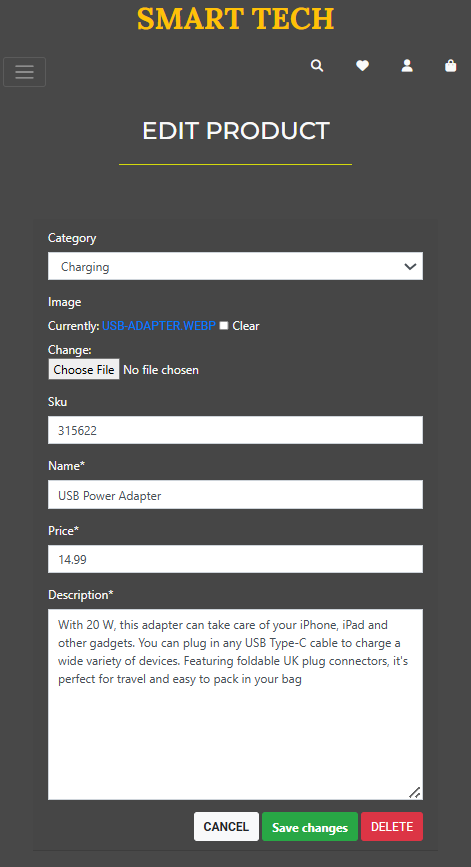 SMART TECH
EDIT PRODUCT
Category
Charging
Image
Currently: USB-ADAPTER.WEBP Clear
Change:
Choose File No file chosen
Sku
315622
Name*
USB Power Adapter
Price*
14.99
Description*
With 20 W, this adapter can take care of your iPhone, iPad and
other gadgets. You can plug in any USB Type-C cable to charge a
wide variety of devices. Featuring foldable UK plug connectors, it's
perfect for travel and easy to pack in your bag
CANCEL Save changes DELETE